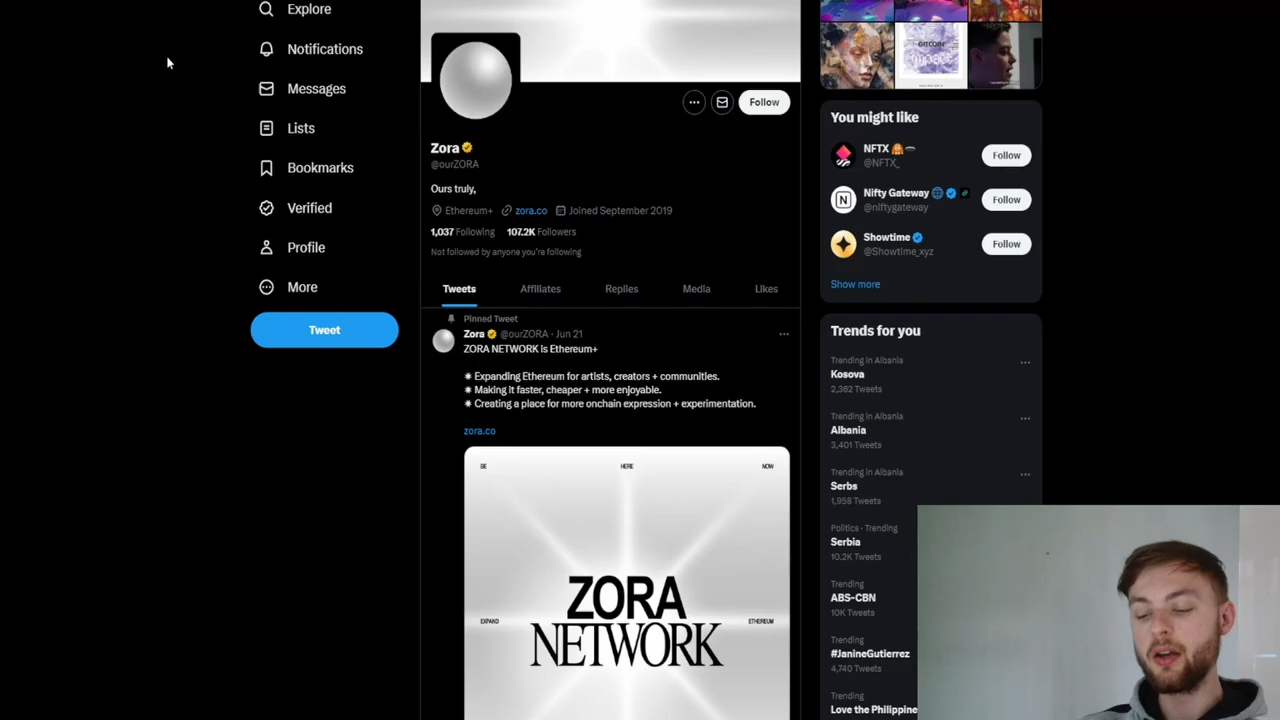 Explore
Notifications
Messages
Lists
Bookmarks
Verified
Profile
More
Tweet
Follow
Zora
@ourZORA
Ours truly,
Ethereum+ zora.co Joined September 2019
1,037 Following 107.2K Followers
Not followed by anyone you're following
Tweets Affiliates Replies Media Likes
Pinned Tweet
Zora @ourZORA · Jun 21
ZORA NETWORK is Ethereum+
✷ Expanding Ethereum for artists, creators + communities.
✷ Making it faster, cheaper + more enjoyable.
✷ Creating a place for more onchain expression + experimentation.
zora.co
BE HERE NOW
ZORA
EXPAND ETHEREUM
NETWORK
GITCOIN
You might like
NFTX
@NFTX_
Follow
Nifty Gateway
@niftygateway
Follow
Showtime
@Showtime_xyz
Follow
Show more
Trends for you
Trending in Albania
Kosova
2,362 Tweets
Trending in Albania
Albania
3,401 Tweets
Trending in Albania
Serbs
1,958 Tweets
Politics · Trending
Serbia
10.2K Tweets
Trending
ABS-CBN
10K Tweets
Trending
#JanineGutierrez
4,740 Tweets
Trending
Love the Philippine